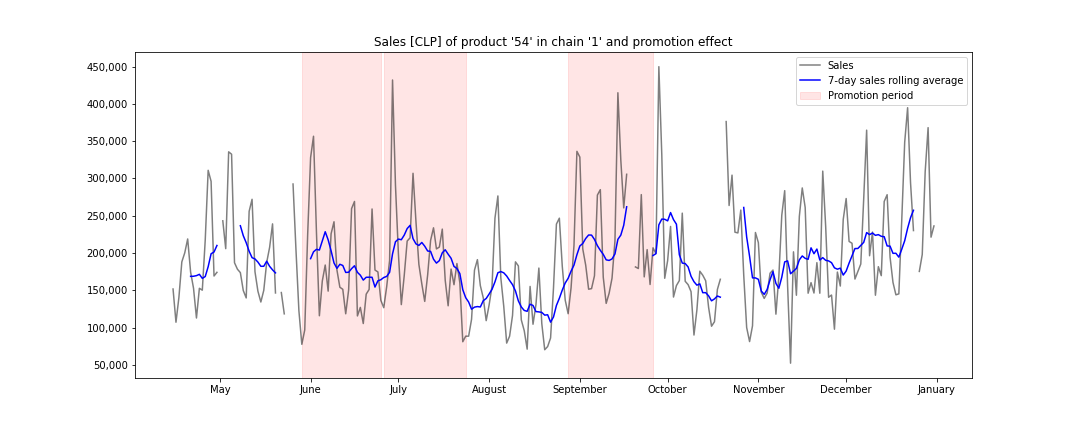 Sales [CLP] of product '54' in chain '1' and promotion effect
450,000
400,000
350,000
300,000
250,000
200,000
150,000
100,000
50,000
Sales
7-day sales rolling average
Promotion period
May June July August September October November December January